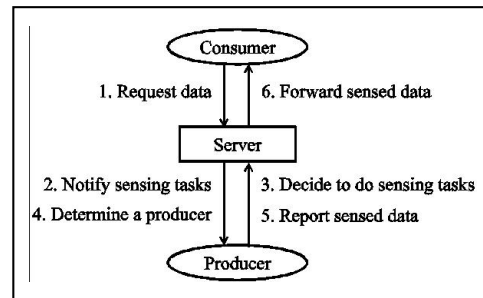 Consumer
1. Request data
6. Forward sensed data
Server
2. Notify sensing tasks
3. Decide to do sensing tasks
4. Determine a producer
5. Report sensed data
Producer